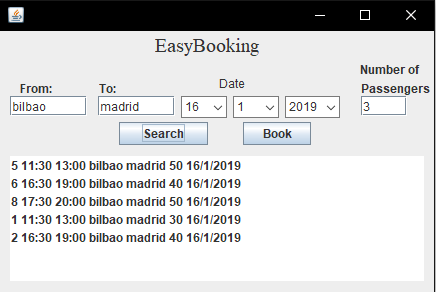 EasyBooking
From: To: Date Number of Passengers
bilbao madrid 16 1 2019 3
Search Book
5 11:30 13:00 bilbao madrid 50 16/1/2019
6 16:30 19:00 bilbao madrid 40 16/1/2019
8 17:30 20:00 bilbao madrid 50 16/1/2019
1 11:30 13:00 bilbao madrid 30 16/1/2019
2 16:30 19:00 bilbao madrid 40 16/1/2019